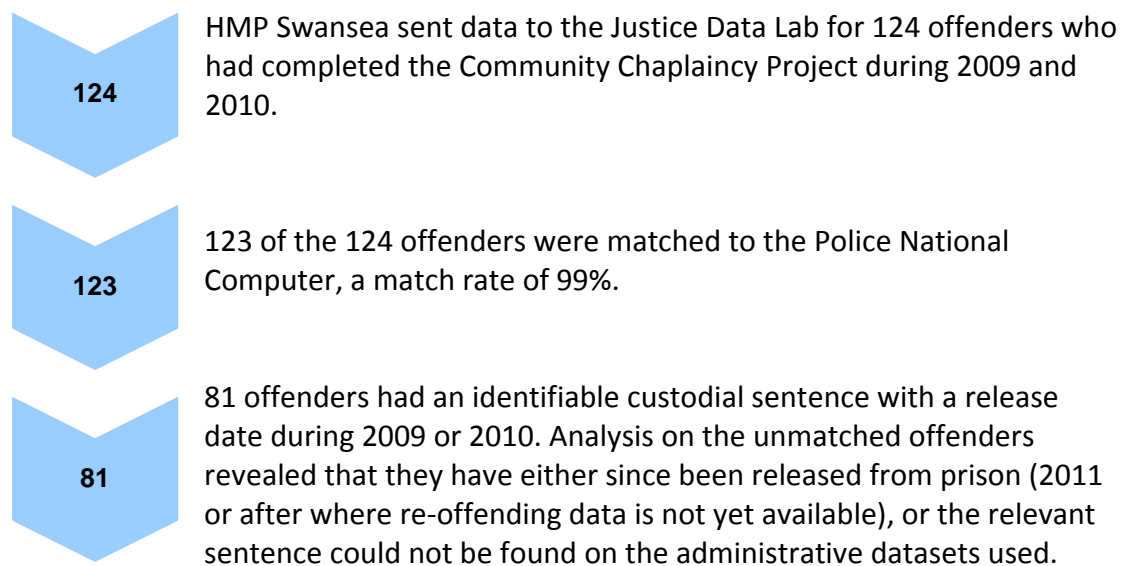 HMP Swansea sent data to the Justice Data Lab for 124 offenders who
had completed the Community Chaplaincy Project during 2009 and
2010.
124
123 of the 124 offenders were matched to the Police National
Computer, a match rate of 99%.
123
81 offenders had an identifiable custodial sentence with a release
date during 2009 or 2010. Analysis on the unmatched offenders
revealed that they have either since been released from prison (2011
or after where re-offending data is not yet available), or the relevant
sentence could not be found on the administrative datasets used.
81